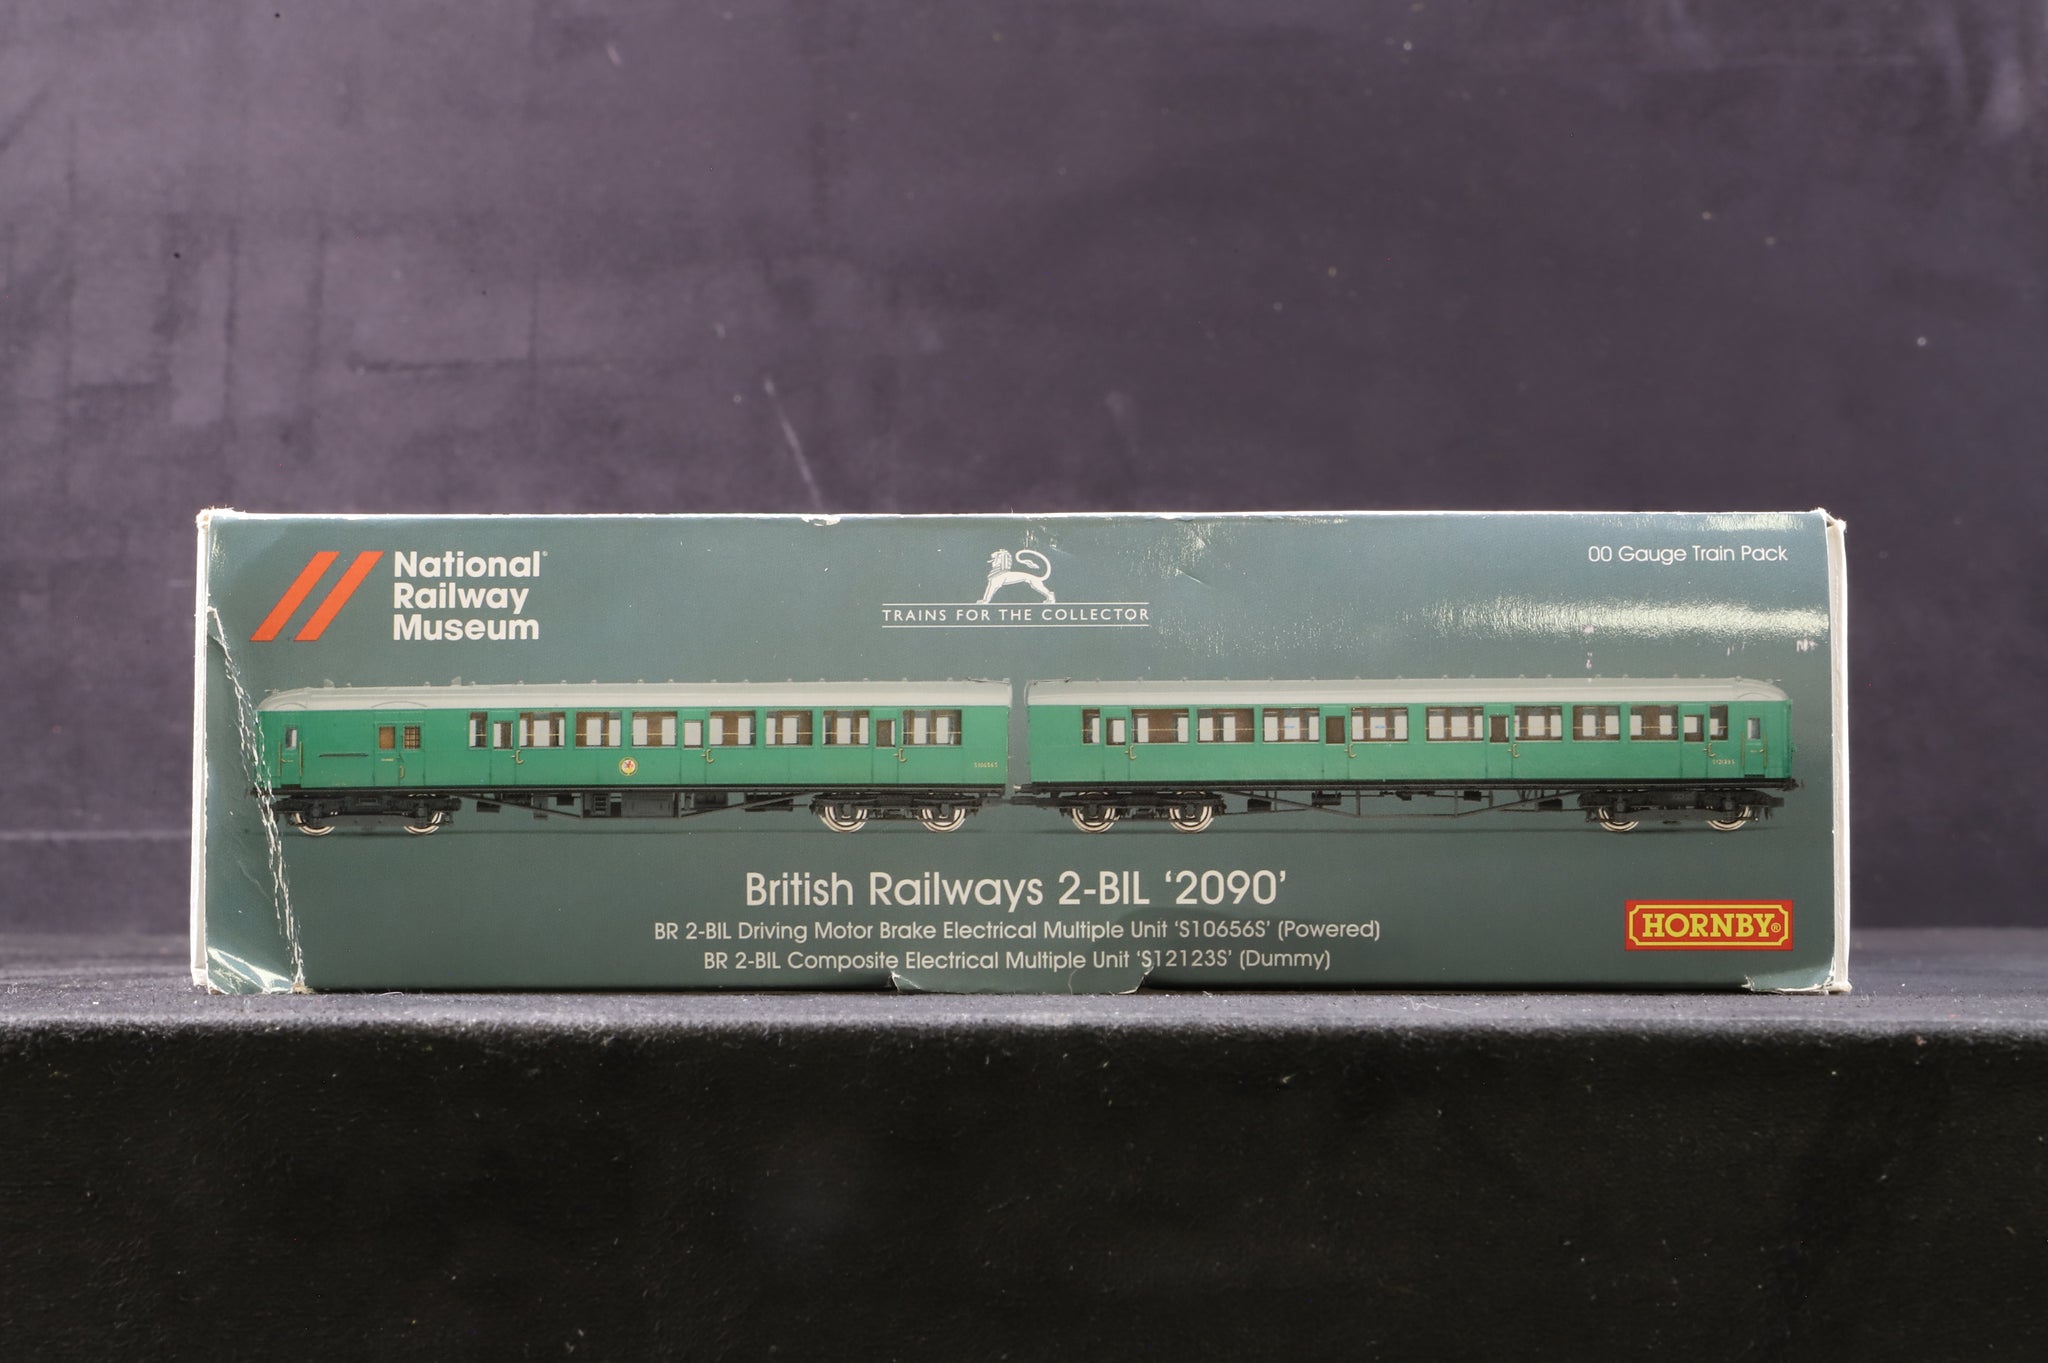 National
Railway
Museum
TRAINS FOR THE COLLECTOR
00 Gauge Train Pack
S10656S
British Railways 2-BIL ‘2090’
BR 2-BIL Driving Motor Brake Electrical Multiple Unit ‘S10656S’ (Powered)
BR 2-BIL Composite Electrical Multiple Unit ‘S12123S’ (Dummy)
HORNBY®